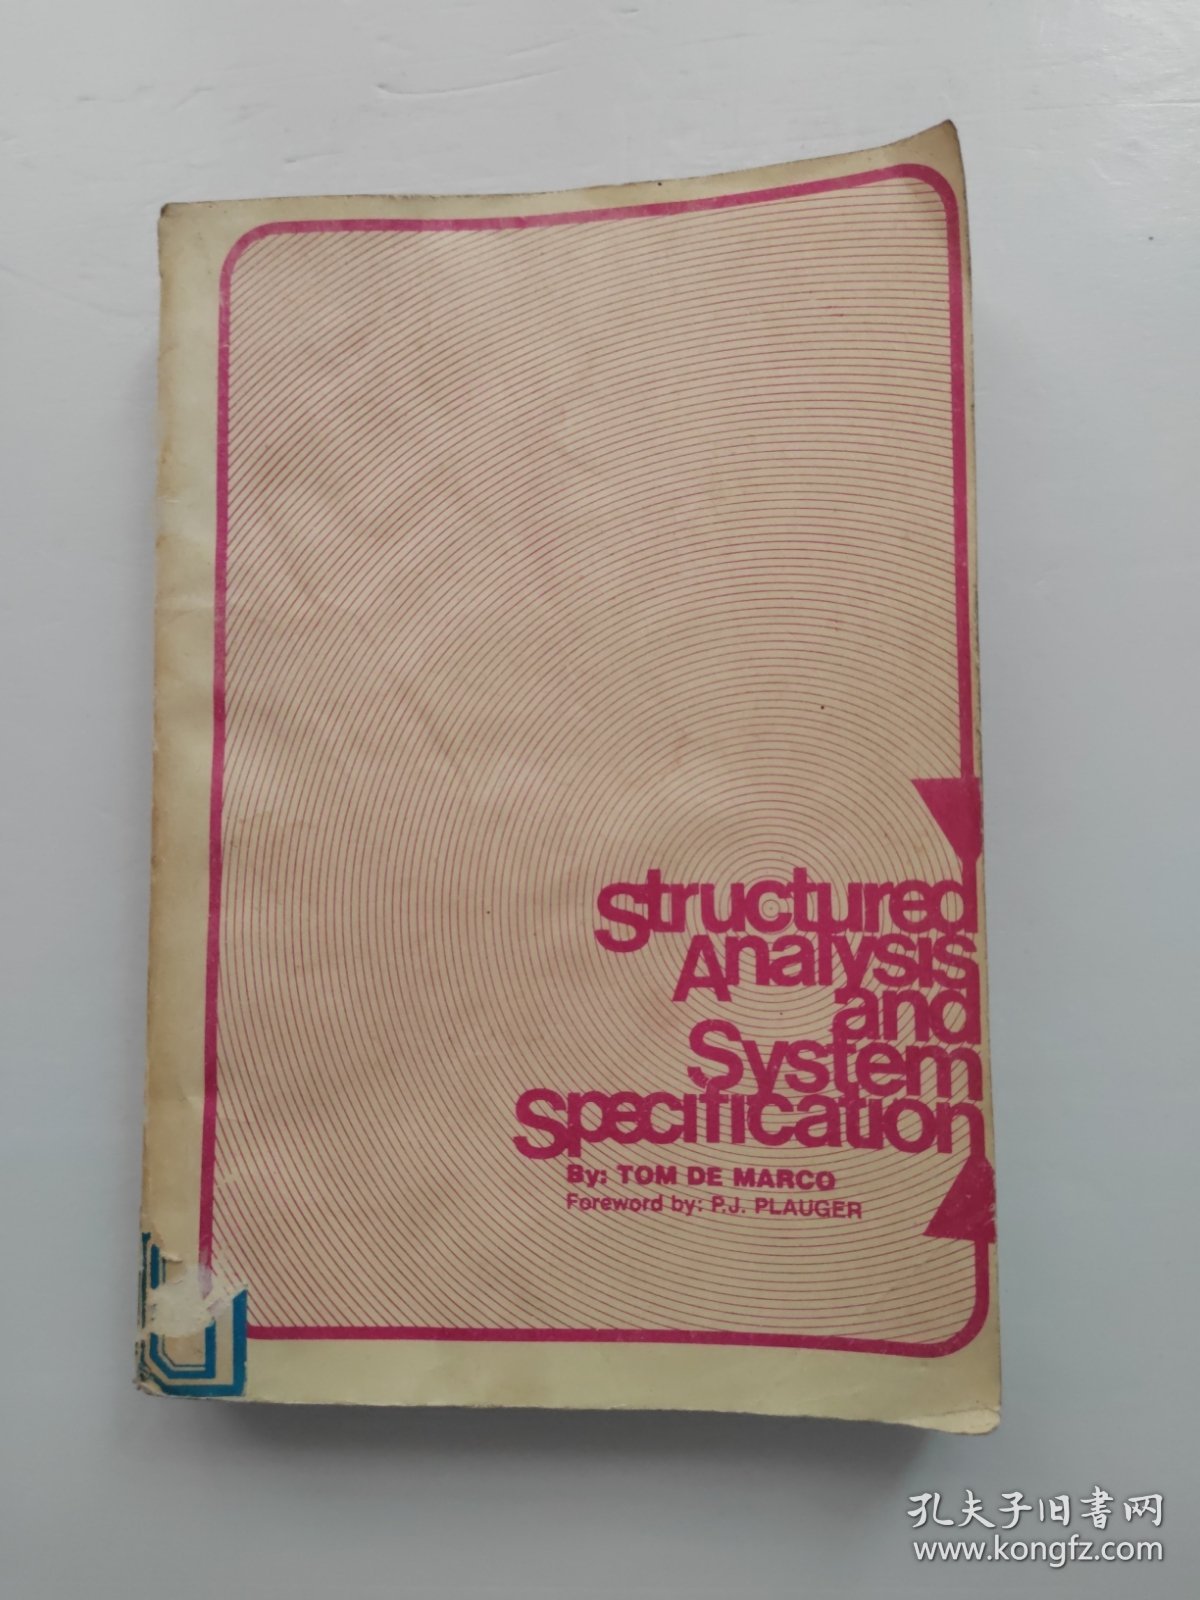 Structured
Analysis
and
System
Specification
By: TOM DE MARCO
Foreword by: P.J. PLAUGER
孔夫子旧书网
www.kongfz.com